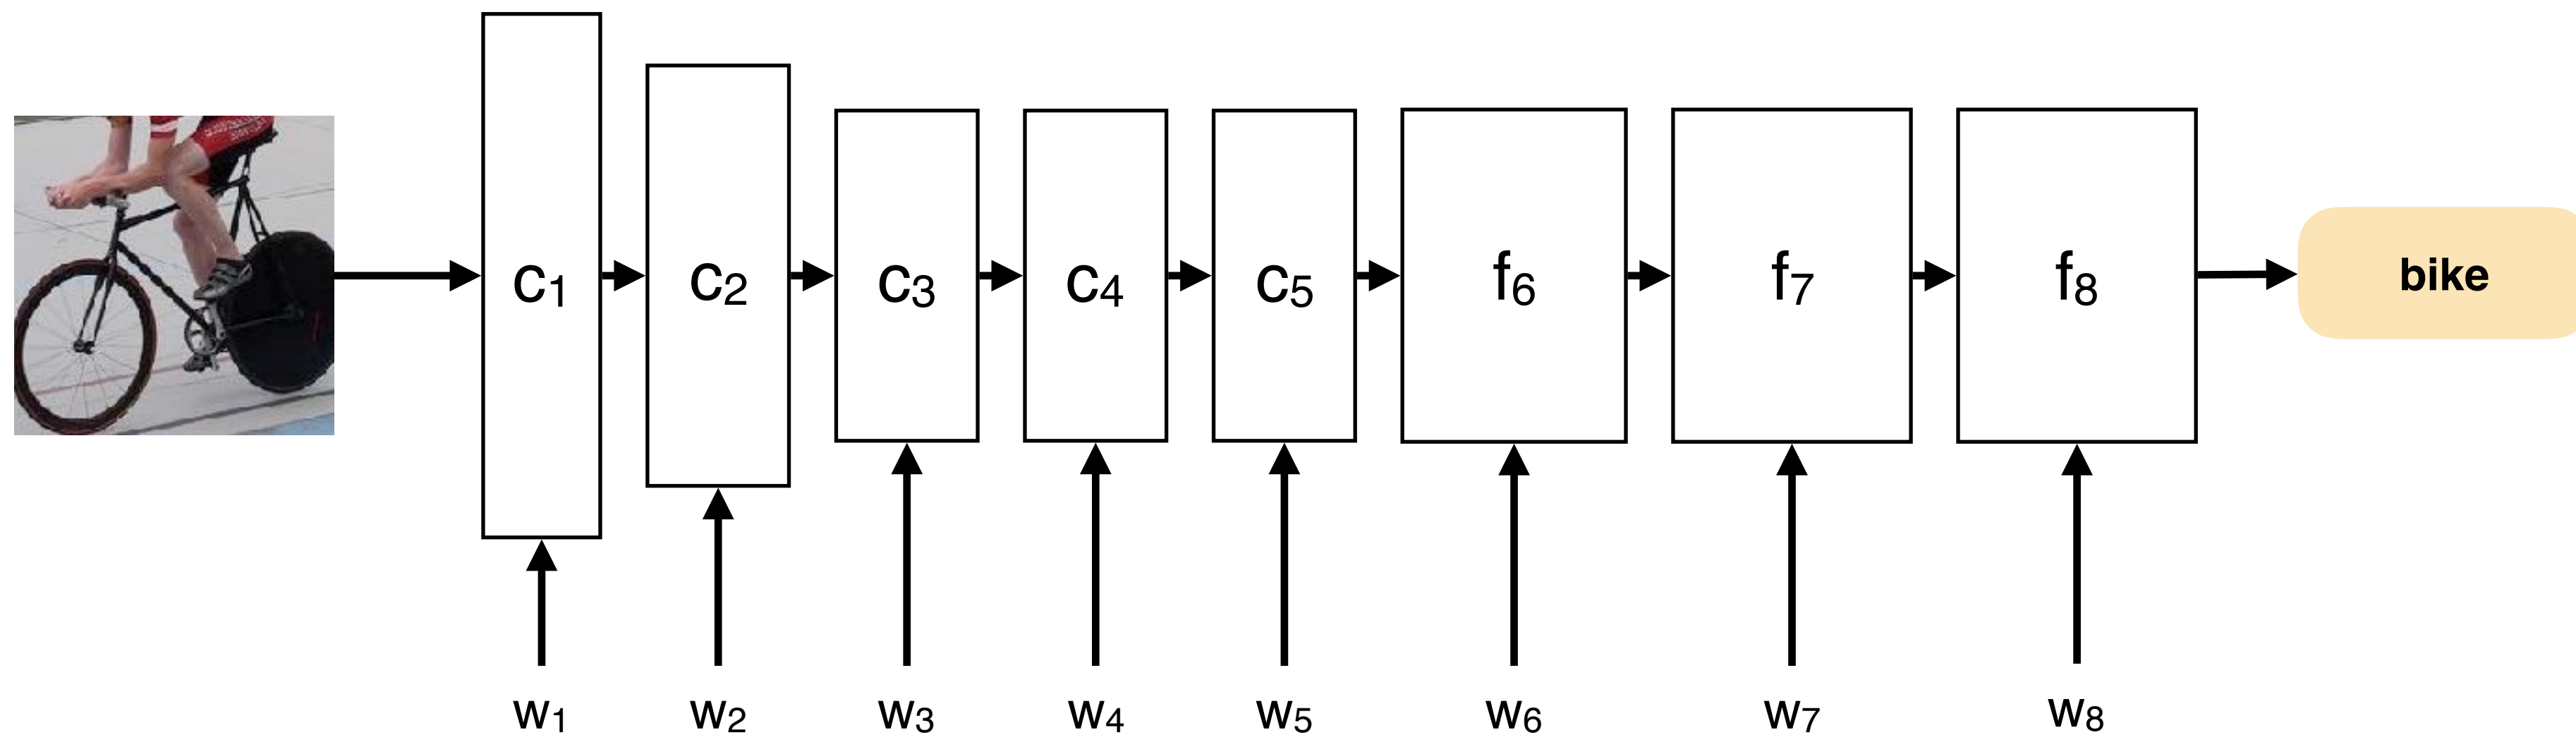 c₁ c₂ c₃ c₄ c₅ f₆ f₇ f₈ bike
w₁ w₂ w₃ w₄ w₅ w₆ w₇ w₈